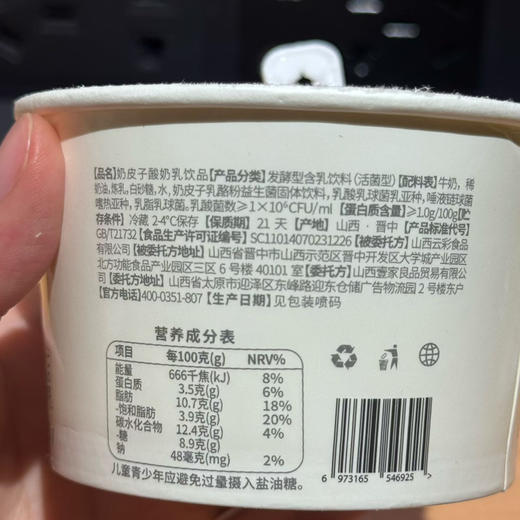 [品名]奶皮子酸奶乳饮品[产品分类]发酵型含乳饮料(活菌型)[配料表]牛奶，稀
奶油，炼乳，白砂糖，水，奶皮子乳酪粉益生菌固体饮料，乳酸乳球菌乳亚种，唾液链球菌
嗜热亚种，乳脂乳球菌。乳酸菌数≥1×10⁶CFU/ml[蛋白质含量]≥1.0g/100g[贮
存条件]冷藏 2-4℃保存[保质期]21 天[产地]山西·晋中[产品标准代号]
GB/T21732[食品生产许可证编号]SC11014070231226[被委托方]山西云彩食品
有限公司[被委托方地址]山西省晋中市山西示范区晋中开发区大学城产业园区
北方功能食品产业园区三区 6 号楼 40101 室[委托方]山西壹家良品贸易有限公
司[委托方地址]山西省太原市迎泽区东峰路迎东仓储广告物流园 2 号楼东户
[官方电话]400-0351-807[生产日期]见包装喷码
营养成分表
项目 每100克(g) NRV%
能量 666千焦(kJ) 8%
蛋白质 3.5克(g) 6%
脂肪 10.7克(g) 18%
-饱和脂肪 3.9克(g) 20%
碳水化合物 12.4克(g) 4%
-糖 8.9克(g)
钠 48毫克(mg) 2%
儿童青少年应避免过量摄入盐油糖。
6 973165 546925 >